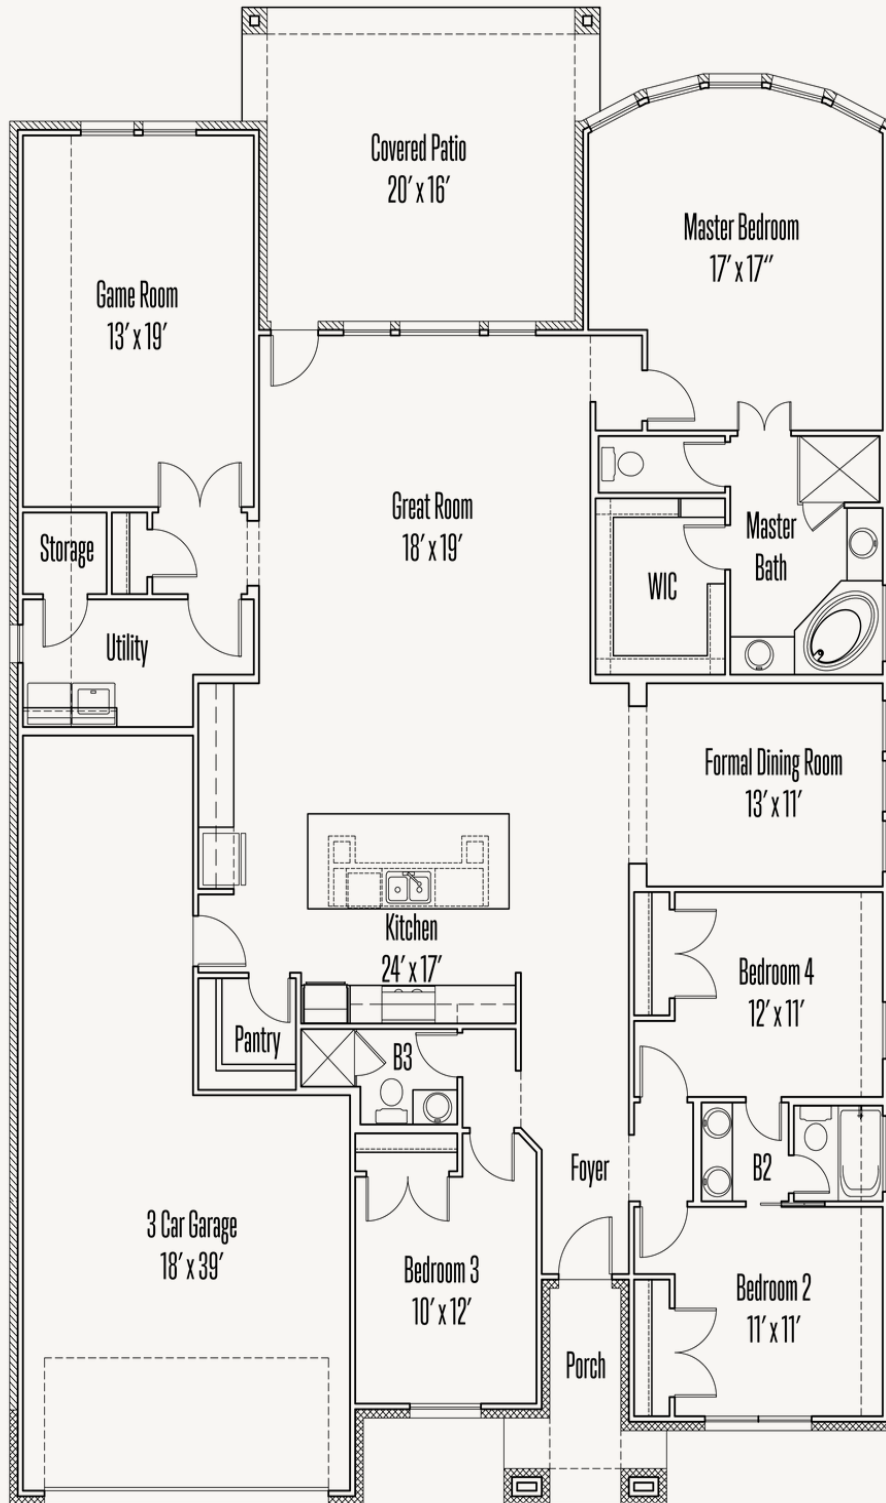 Covered Patio
20' x 16'
Master Bedroom
17' x 17"
Game Room
13' x 19'
Great Room
18' x 19'
Storage
Master
Bath
WIC
Utility
Formal Dining Room
13' x 11'
Kitchen
24' x 17'
Bedroom 4
12' x 11'
Pantry
B3
Foyer
B2
3 Car Garage
18' x 39'
Bedroom 3
10' x 12'
Bedroom 2
11' x 11'
Porch